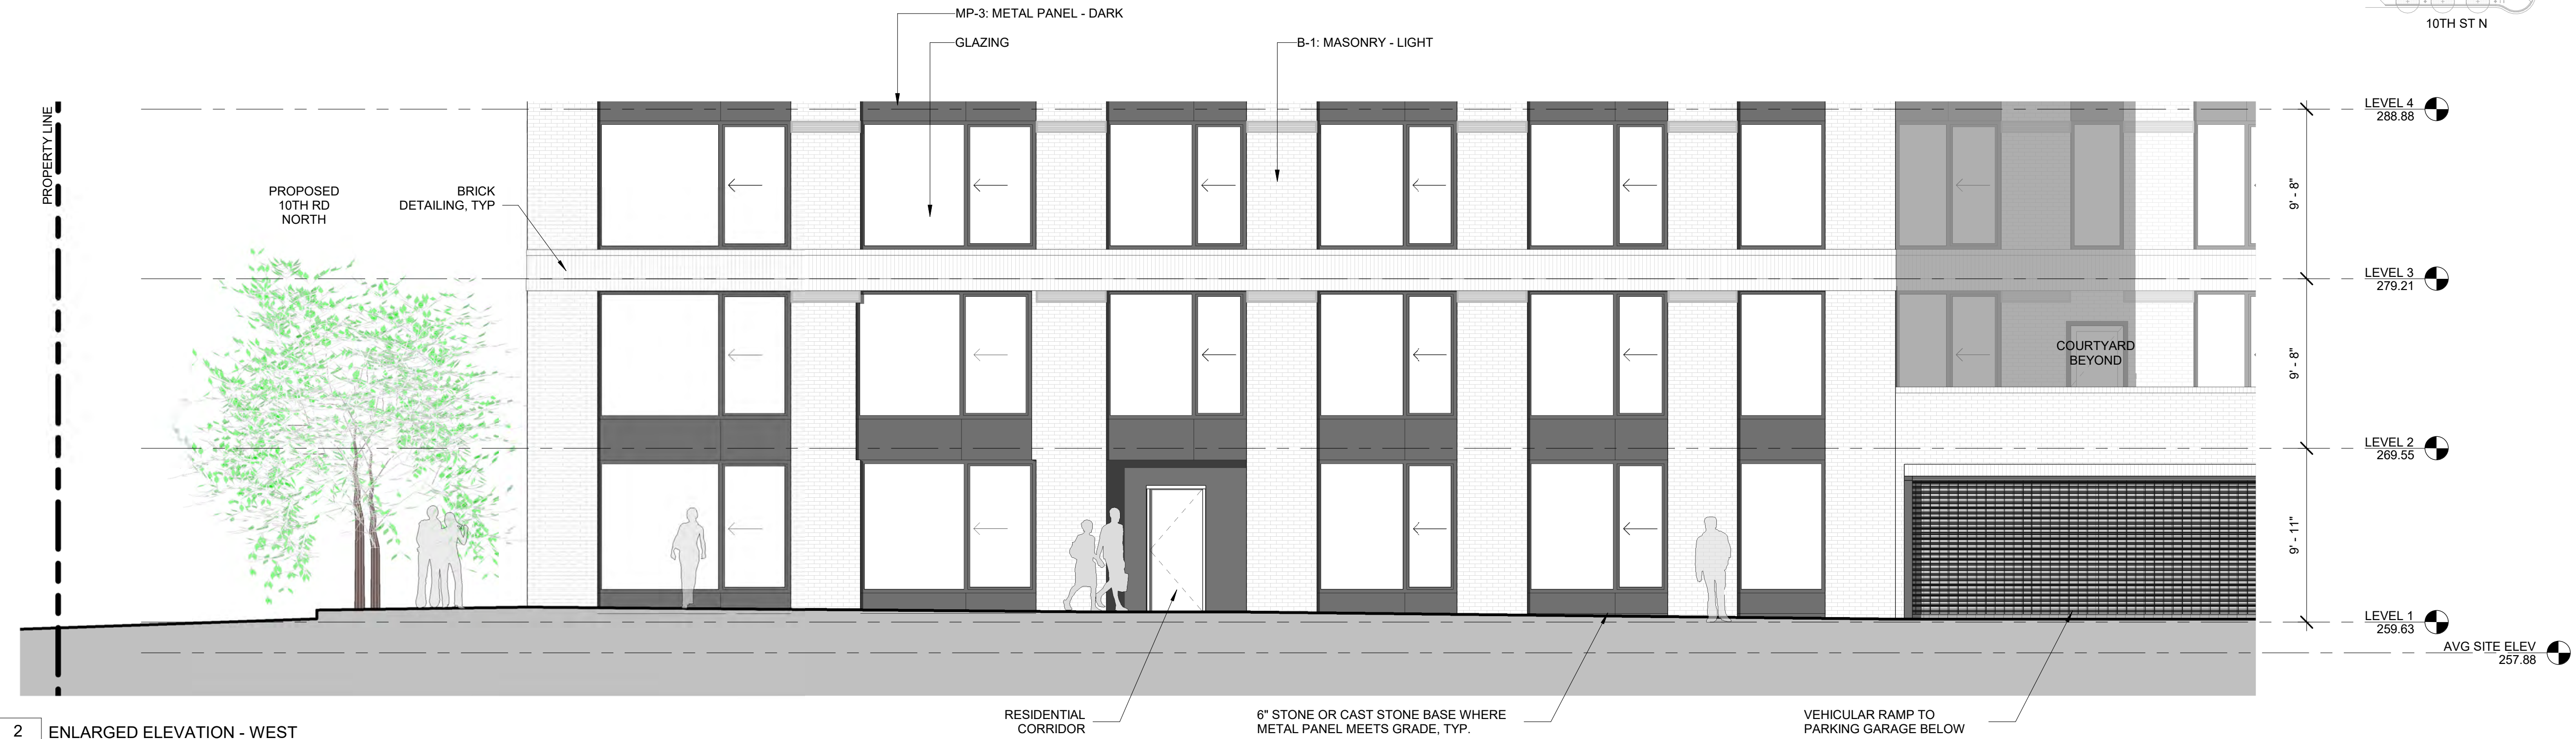 10TH ST N
MP-3: METAL PANEL - DARK
GLAZING
B-1: MASONRY - LIGHT
PROPERTY LINE
PROPOSED
10TH RD
NORTH
BRICK
DETAILING, TYP
LEVEL 4
288.88
9' - 8"
LEVEL 3
279.21
COURTYARD
BEYOND
9' - 8"
LEVEL 2
269.55
9' - 11"
LEVEL 1
259.63
AVG SITE ELEV
257.88
RESIDENTIAL
CORRIDOR
6" STONE OR CAST STONE BASE WHERE
METAL PANEL MEETS GRADE, TYP.
VEHICULAR RAMP TO
PARKING GARAGE BELOW
2 ENLARGED ELEVATION - WEST